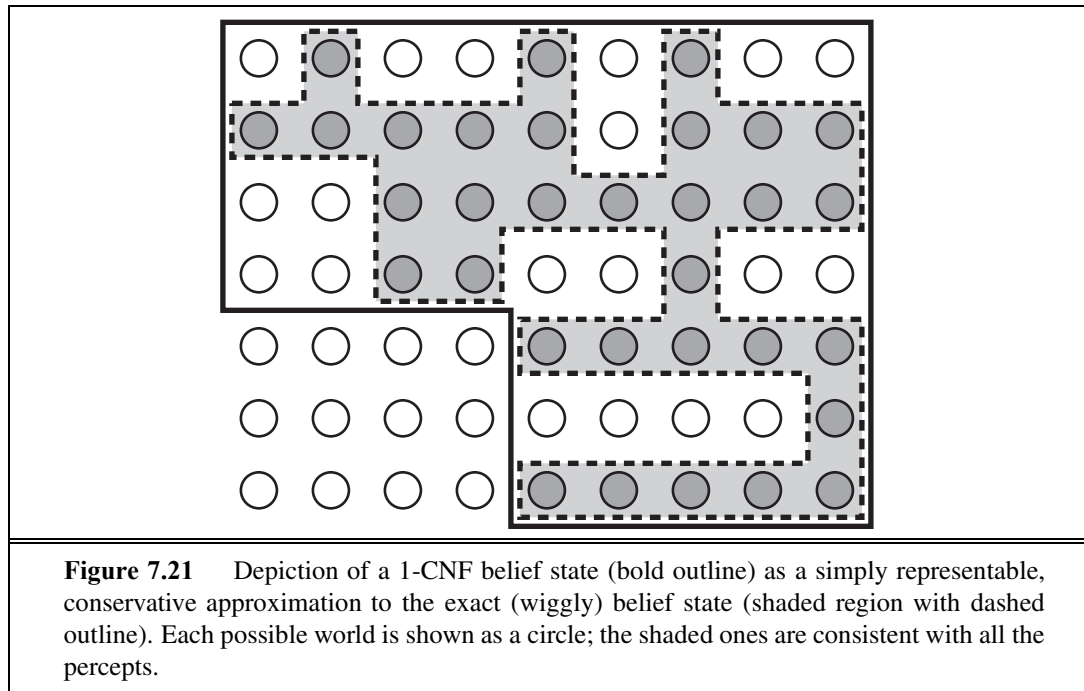 Figure 7.21 Depiction of a 1-CNF belief state (bold outline) as a simply representable,
conservative approximation to the exact (wiggly) belief state (shaded region with dashed
outline). Each possible world is shown as a circle; the shaded ones are consistent with all the
percepts.